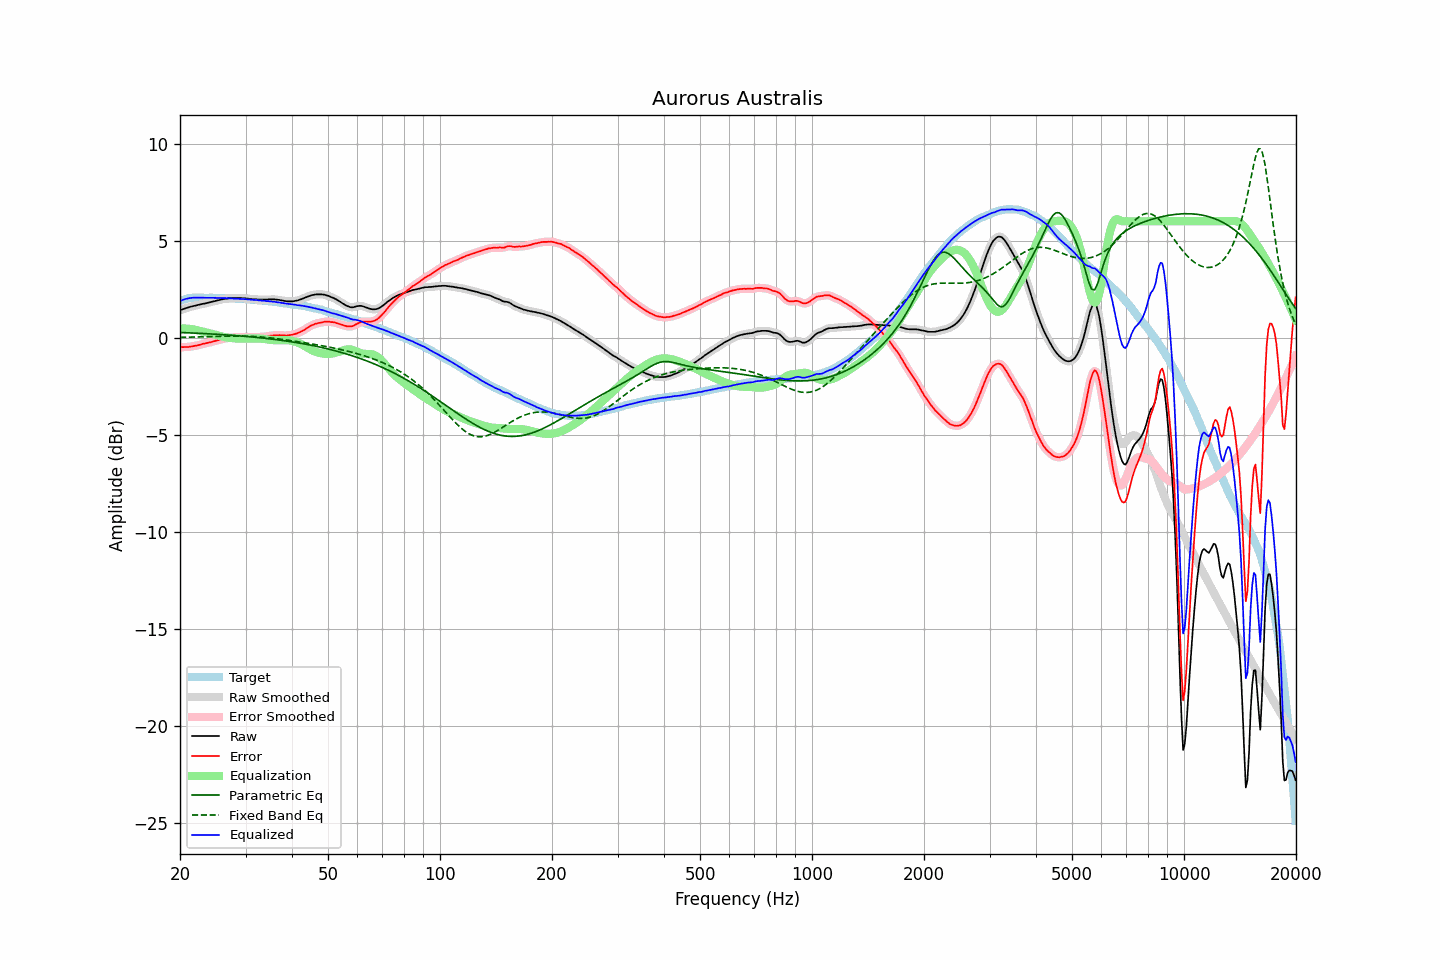 Aurorus Australis
Amplitude (dBr)
10
5
0
−5
−10
−15
−20
−25
Target
Raw Smoothed
Error Smoothed
Raw
Error
Equalization
Parametric Eq
Fixed Band Eq
Equalized
20 50 100 200 500 1000 2000 5000 10000 20000
Frequency (Hz)